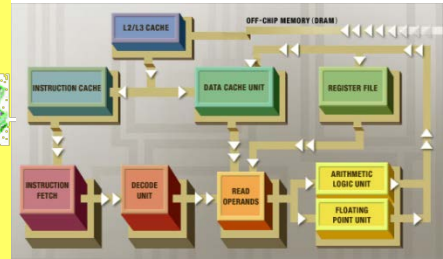 OFF-CHIP MEMORY (DRAM)
L2/L3 CACHE
INSTRUCTION CACHE
DATA CACHE UNIT
REGISTER FILE
INSTRUCTION
FETCH
DECODE
UNIT
READ
OPERANDS
ARITHMETIC
LOGIC UNIT
FLOATING
POINT UNIT